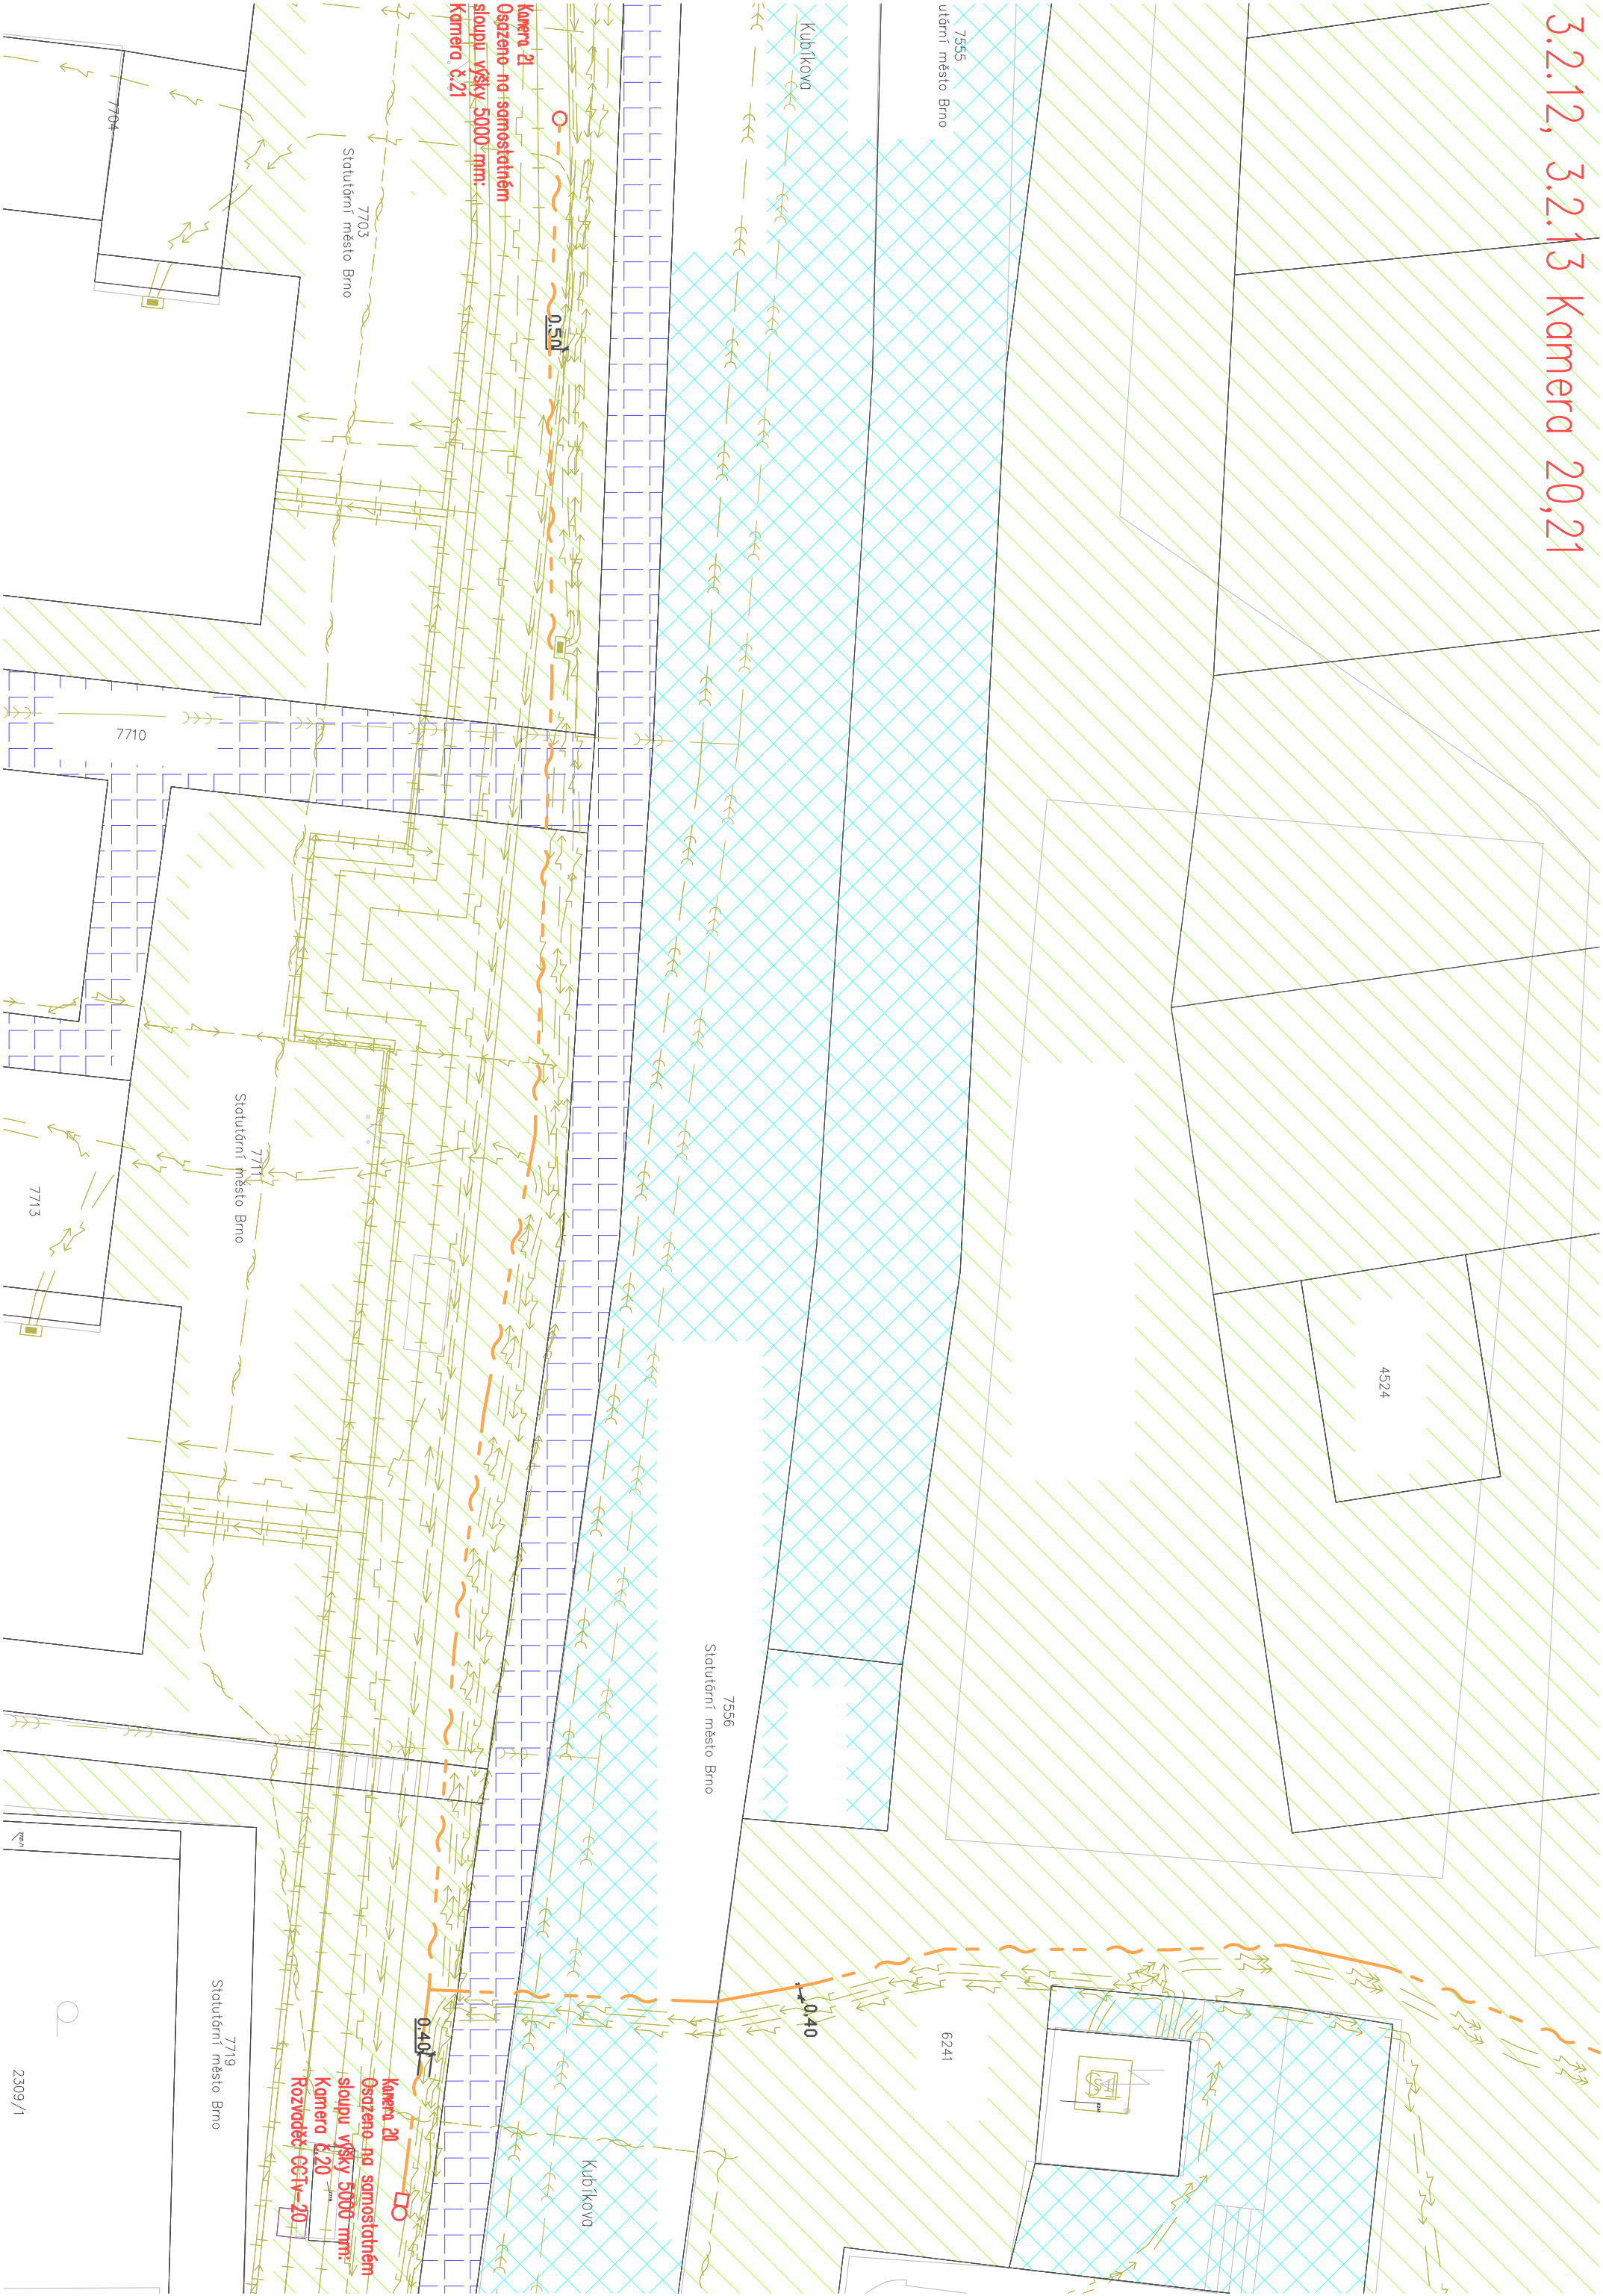 3.2.12, 3.2.13 Kamera 20,21
7555
utární město Brno
Kubíkova
Kamera 21
Osazeno na samostatném
sloupu výšky 5000 mm:
Kamera č.21
7704
7703
Statutární město Brno
0.50
7710
7711
Statutární město Brno
7713
4524
7556
Statutární město Brno
0.40
6241
0.40
7719
Statutární město Brno
2309/1
Kamera 20
Osazeno na samostatném
sloupu výšky 5000 mm:
Kamera č.20
Rozvaděč CCTV-20
Kubíkova